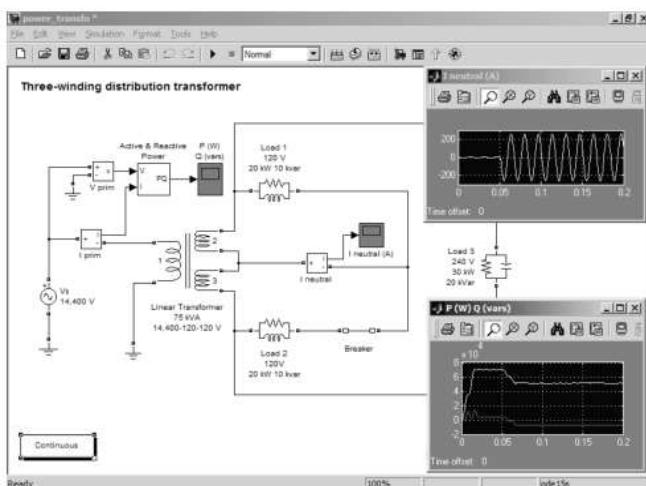 power_transfo *
File Edit View Simulation Format Tools Help
Normal
Three-winding distribution transformer
Active & Reactive
Power
P (W)
Q (vars)
V
I
PQ
V prim
I prim
Vs
14,400 V
1
2
3
Linear Transformer
75 kVA
14,400-120-120 V
Load 1
120 V
20 kW 10 kvar
I neutral (A)
I neutral
Load 2
120V
20 kW 10 kvar
Breaker
Load 3
240 V
30 kW
20 kVar
I neutral (A)
200
0
-200
0 0.05 0.1 0.15 0.2
Time offset: 0
P (W) Q (vars)
x 10 4
8
6
4
2
0
-2
0 0.05 0.1 0.15 0.2
Time offset: 0
Continuous
Ready 100% ode15s